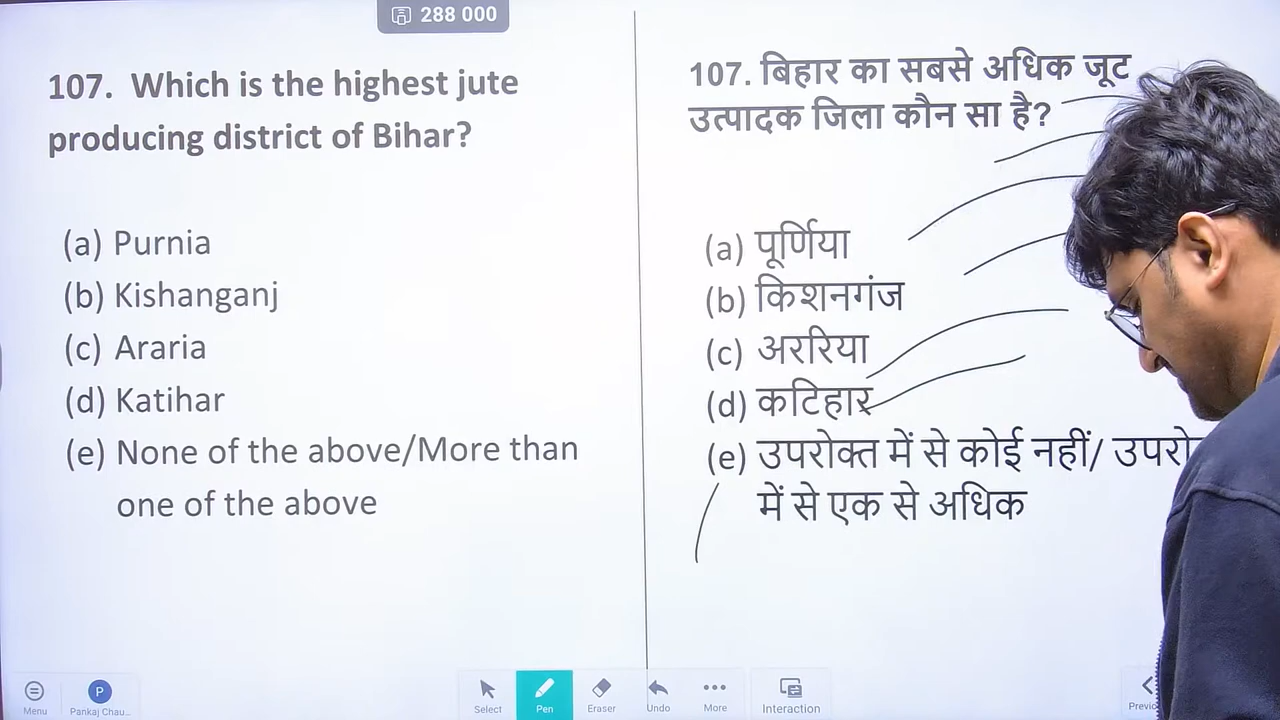 288 000
107. Which is the highest jute
producing district of Bihar?
(a) Purnia
(b) Kishanganj
(c) Araria
(d) Katihar
(e) None of the above/More than
one of the above
107. बिहार का सबसे अधिक जूट
उत्पादक जिला कौन सा है?
(a) पूर्णिया
(b) किशनगंज
(c) अररिया
(d) कटिहार
(e) उपरोक्त में से कोई नहीं/ उपरो
में से एक से अधिक
Menu
P
Pankaj Chau...
Select
Pen
Eraser
Undo
More
Interaction
Previo